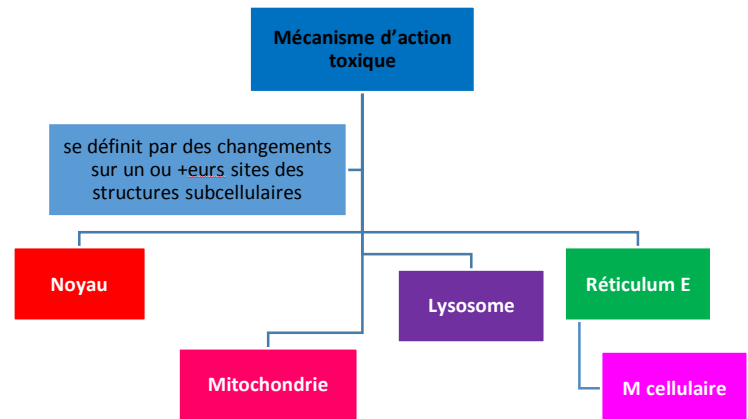 Mécanisme d'action
toxique
se définit par des changements
sur un ou +eurs sites des
structures subcellulaires
Noyau
Lysosome
Réticulum E
Mitochondrie
M cellulaire